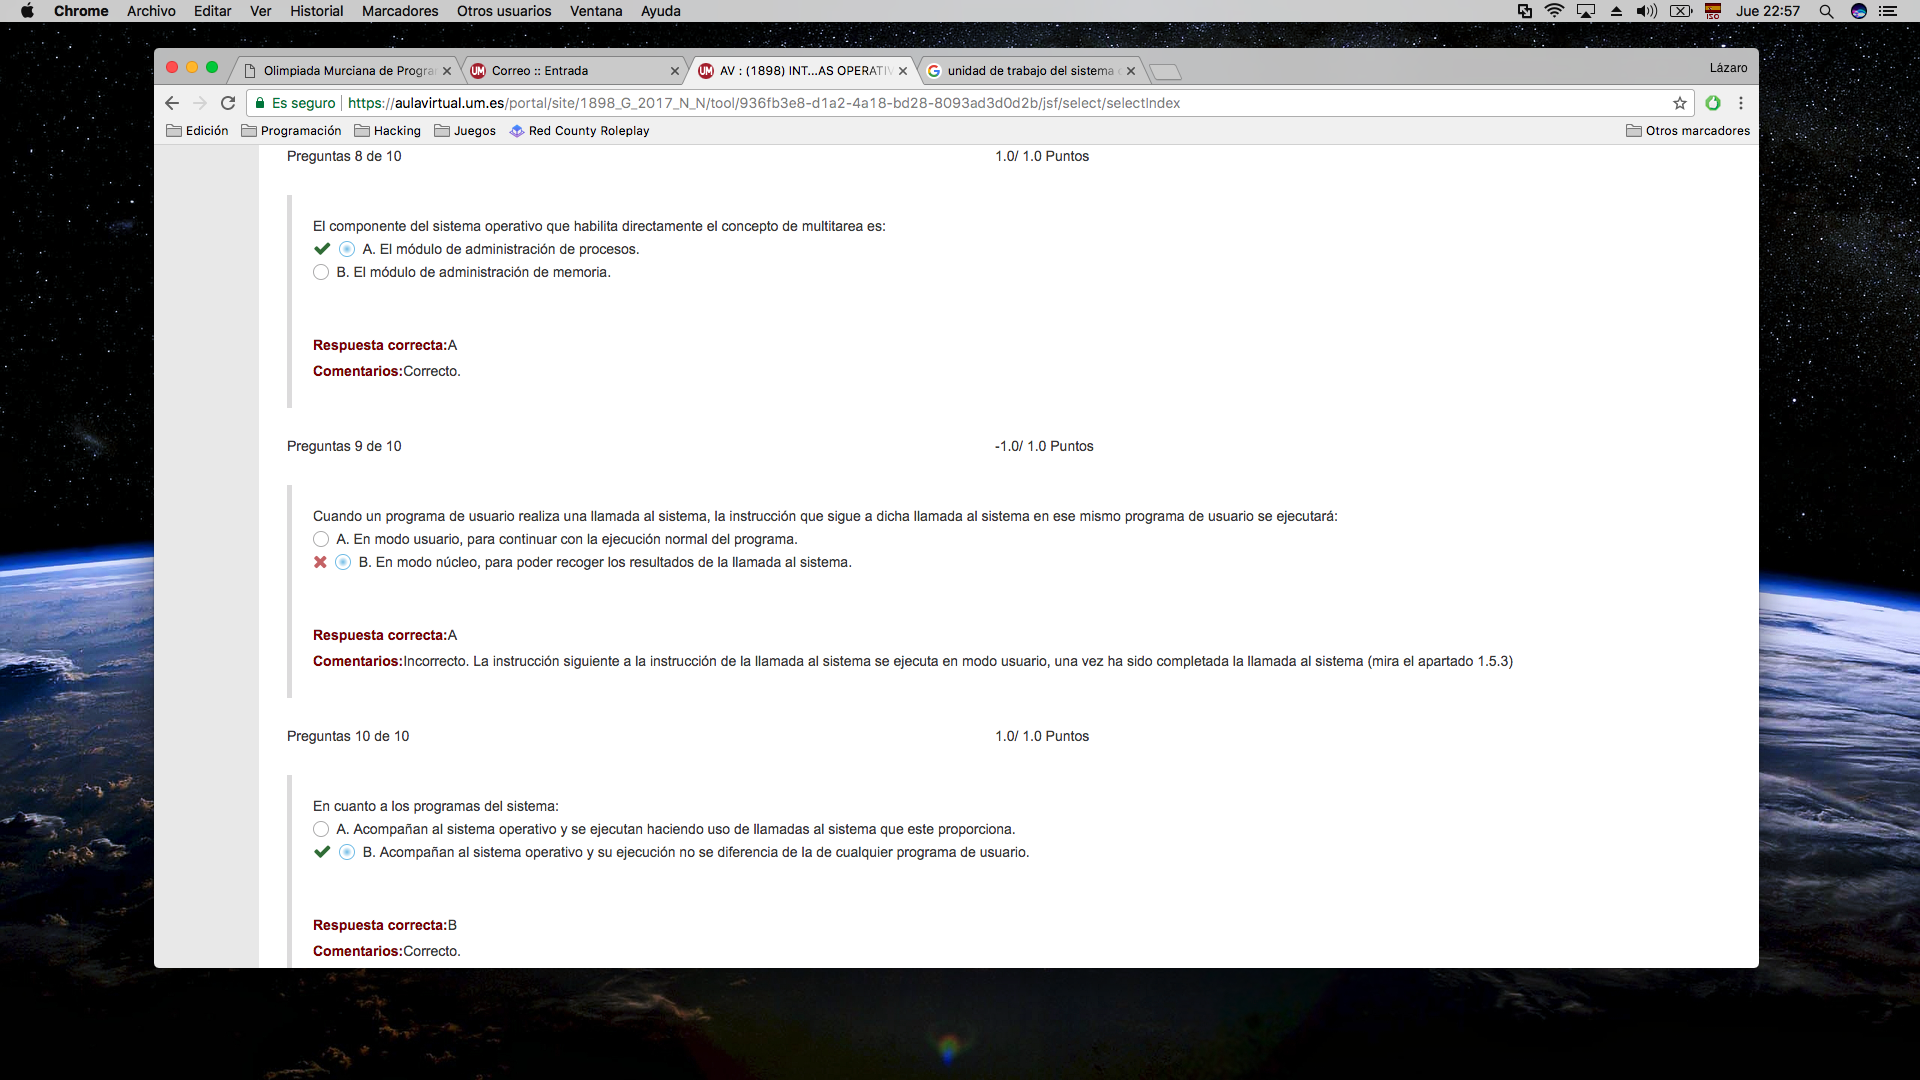 Chrome Archivo Editar Ver Historial Marcadores Otros usuarios Ventana Ayuda
ISO
Jue 22:57
Olimpiada Murciana de Progra
UM Correo :: Entrada
UM AV : (1898) INT...AS OPERATIV
G unidad de trabajo del sistema
Lázaro
Es seguro https://aulavirtual.um.es/portal/site/1898_G_2017_N_N/tool/936fb3e8-d1a2-4a18-bd28-8093ad3d0d2b/jsf/select/selectIndex
Edición Programación Hacking Juegos Red County Roleplay Otros marcadores
Preguntas 8 de 10 1.0/ 1.0 Puntos
El componente del sistema operativo que habilita directamente el concepto de multitarea es:
A. El módulo de administración de procesos.
B. El módulo de administración de memoria.
Respuesta correcta:A
Comentarios:Correcto.
Preguntas 9 de 10 -1.0/ 1.0 Puntos
Cuando un programa de usuario realiza una llamada al sistema, la instrucción que sigue a dicha llamada al sistema en ese mismo programa de usuario se ejecutará:
A. En modo usuario, para continuar con la ejecución normal del programa.
B. En modo núcleo, para poder recoger los resultados de la llamada al sistema.
Respuesta correcta:A
Comentarios:Incorrecto. La instrucción siguiente a la instrucción de la llamada al sistema se ejecuta en modo usuario, una vez ha sido completada la llamada al sistema (mira el apartado 1.5.3)
Preguntas 10 de 10 1.0/ 1.0 Puntos
En cuanto a los programas del sistema:
A. Acompañan al sistema operativo y se ejecutan haciendo uso de llamadas al sistema que este proporciona.
B. Acompañan al sistema operativo y su ejecución no se diferencia de la de cualquier programa de usuario.
Respuesta correcta:B
Comentarios:Correcto.